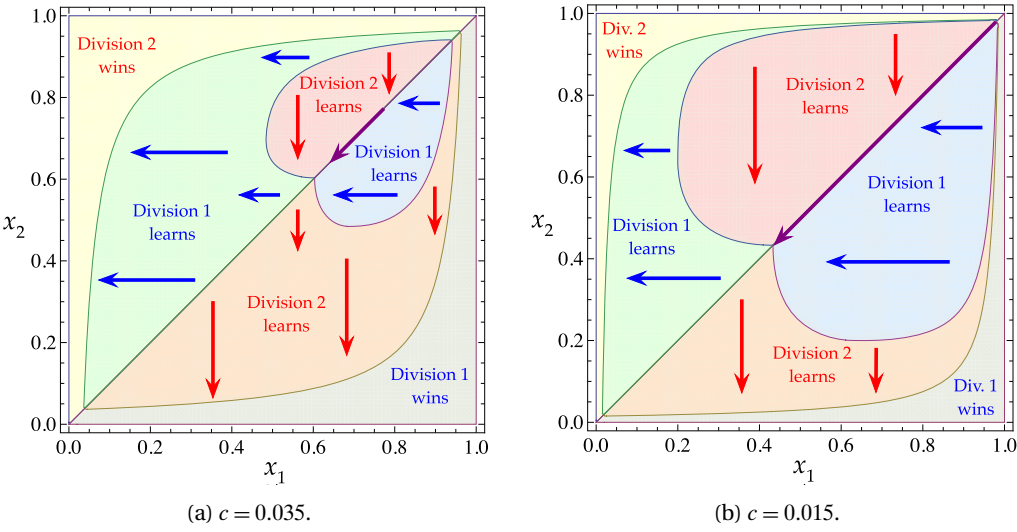 1.0
0.8
0.6
0.4
0.2
0.0
x2
0.0
0.2
0.4
0.6
0.8
1.0
x1
Division 2
wins
Division 2
learns
Division 1
learns
Division 1
learns
Division 2
learns
Division 1
wins
(a) c = 0.035.
1.0
0.8
0.6
0.4
0.2
0.0
x2
0.0
0.2
0.4
0.6
0.8
1.0
x1
Div. 2
wins
Division 2
learns
Division 1
learns
Division 1
learns
Division 2
learns
Div. 1
wins
(b) c = 0.015.